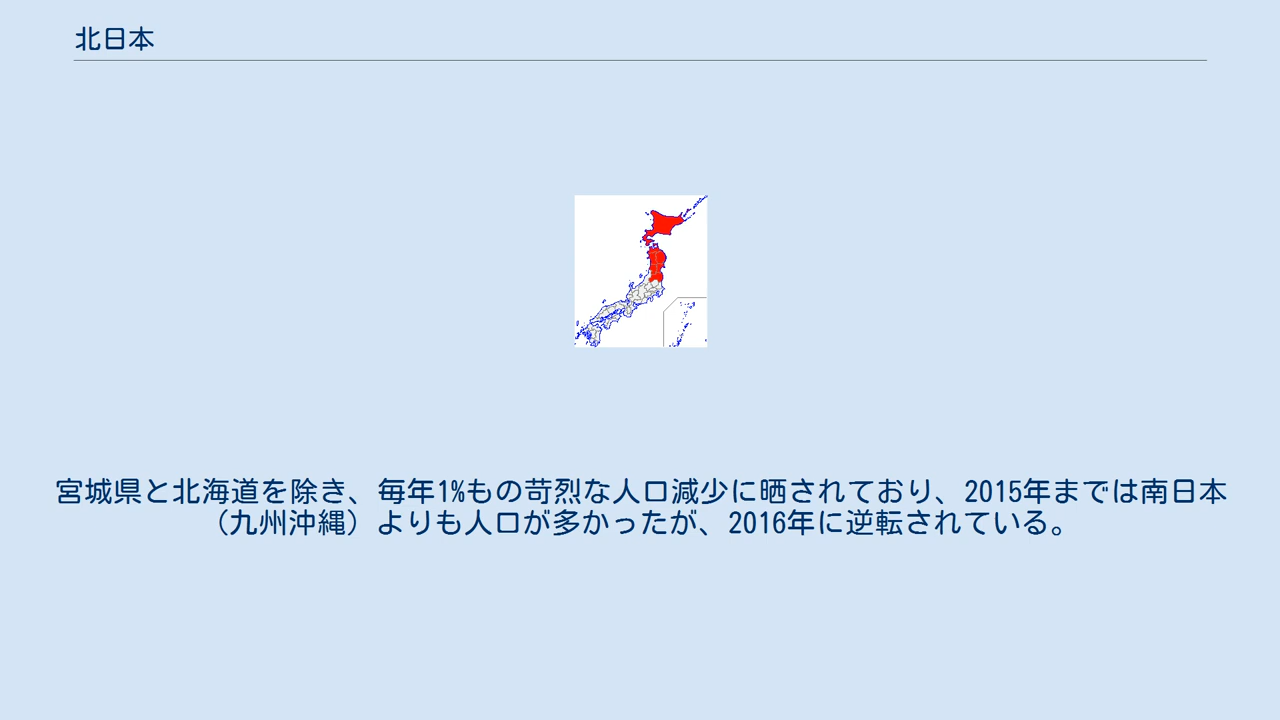 北日本
宮城県と北海道を除き、毎年1%もの苛烈な人口減少に晒されており、2015年までは南日本
（九州沖縄）よりも人口が多かったが、2016年に逆転されている。